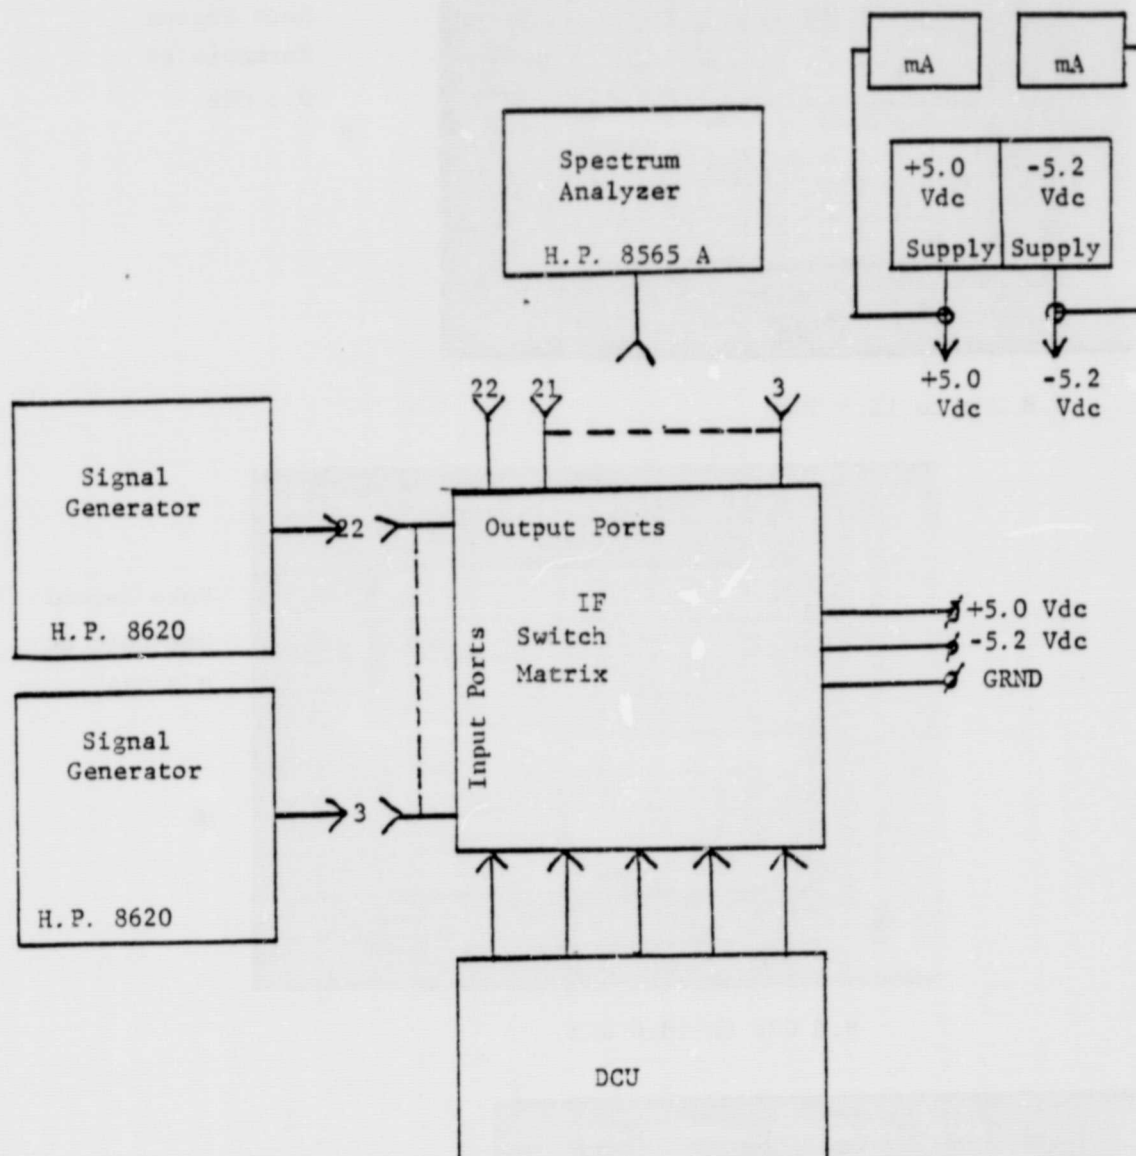 mA
mA
Spectrum
Analyzer
H.P. 8565 A
+5.0
Vdc
Supply
-5.2
Vdc
Supply
+5.0
Vdc
-5.2
Vdc
22
21
3
Signal
Generator
H.P. 8620
22
Output Ports
Input Ports
IF
Switch
Matrix
+5.0 Vdc
-5.2 Vdc
GRND
Signal
Generator
H.P. 8620
3
DCU